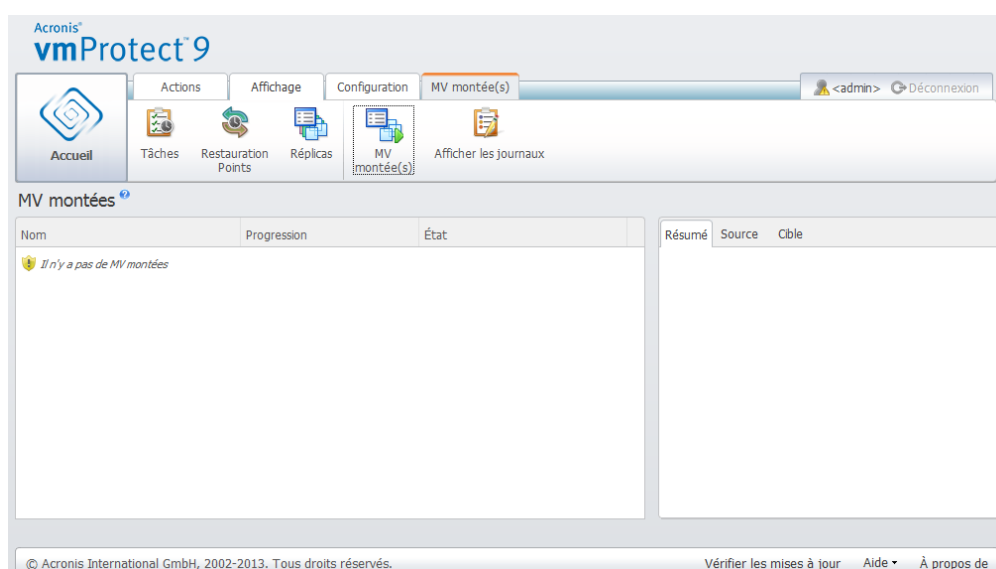 Acronis®
vmProtect™ 9
Actions Affichage Configuration MV montée(s) <admin> Déconnexion
Accueil
Tâches
Restauration
Points
Réplicas
MV
montée(s)
Afficher les journaux
MV montées ?
Nom Progression État
Il n'y a pas de MV montées
Résumé Source Cible
© Acronis International GmbH, 2002-2013. Tous droits réservés.
Vérifier les mises à jour Aide À propos de